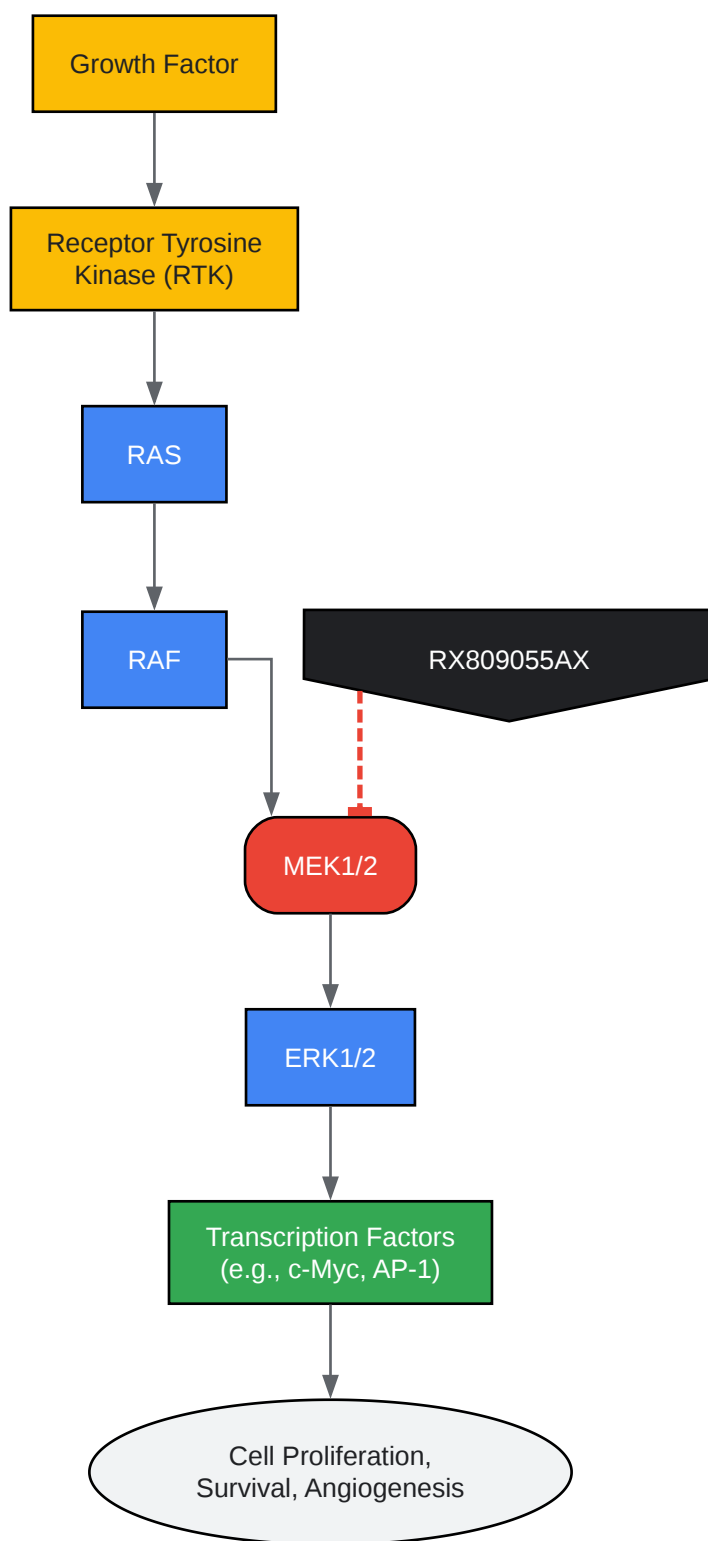 Growth Factor
Receptor Tyrosine
Kinase (RTK)
RAS
RAF
RX809055AX
MEK1/2
ERK1/2
Transcription Factors
(e.g., c-Myc, AP-1)
Cell Proliferation,
Survival, Angiogenesis